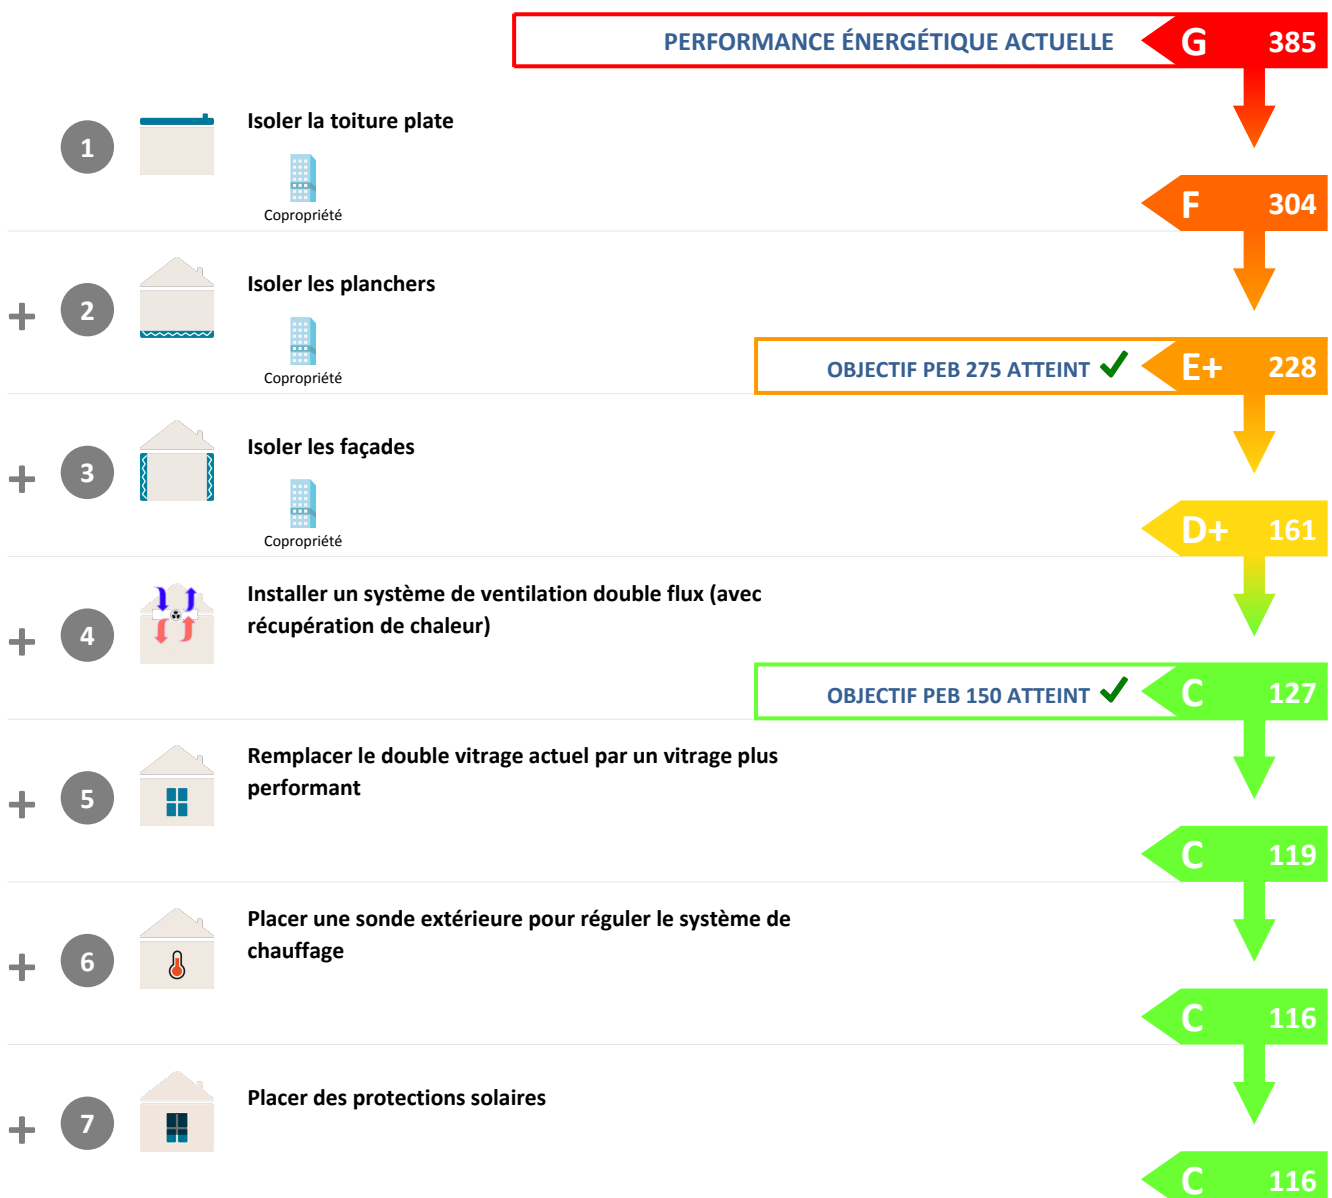 PERFORMANCE ÉNERGÉTIQUE ACTUELLE G 385
1 Isoler la toiture plate
Copropriété
F 304
+ 2 Isoler les planchers
Copropriété
OBJECTIF PEB 275 ATTEINT ✓ E+ 228
+ 3 Isoler les façades
Copropriété
D+ 161
+ 4 Installer un système de ventilation double flux (avec
récupération de chaleur)
OBJECTIF PEB 150 ATTEINT ✓ C 127
+ 5 Remplacer le double vitrage actuel par un vitrage plus
performant
C 119
+ 6 Placer une sonde extérieure pour réguler le système de
chauffage
C 116
+ 7 Placer des protections solaires
C 116